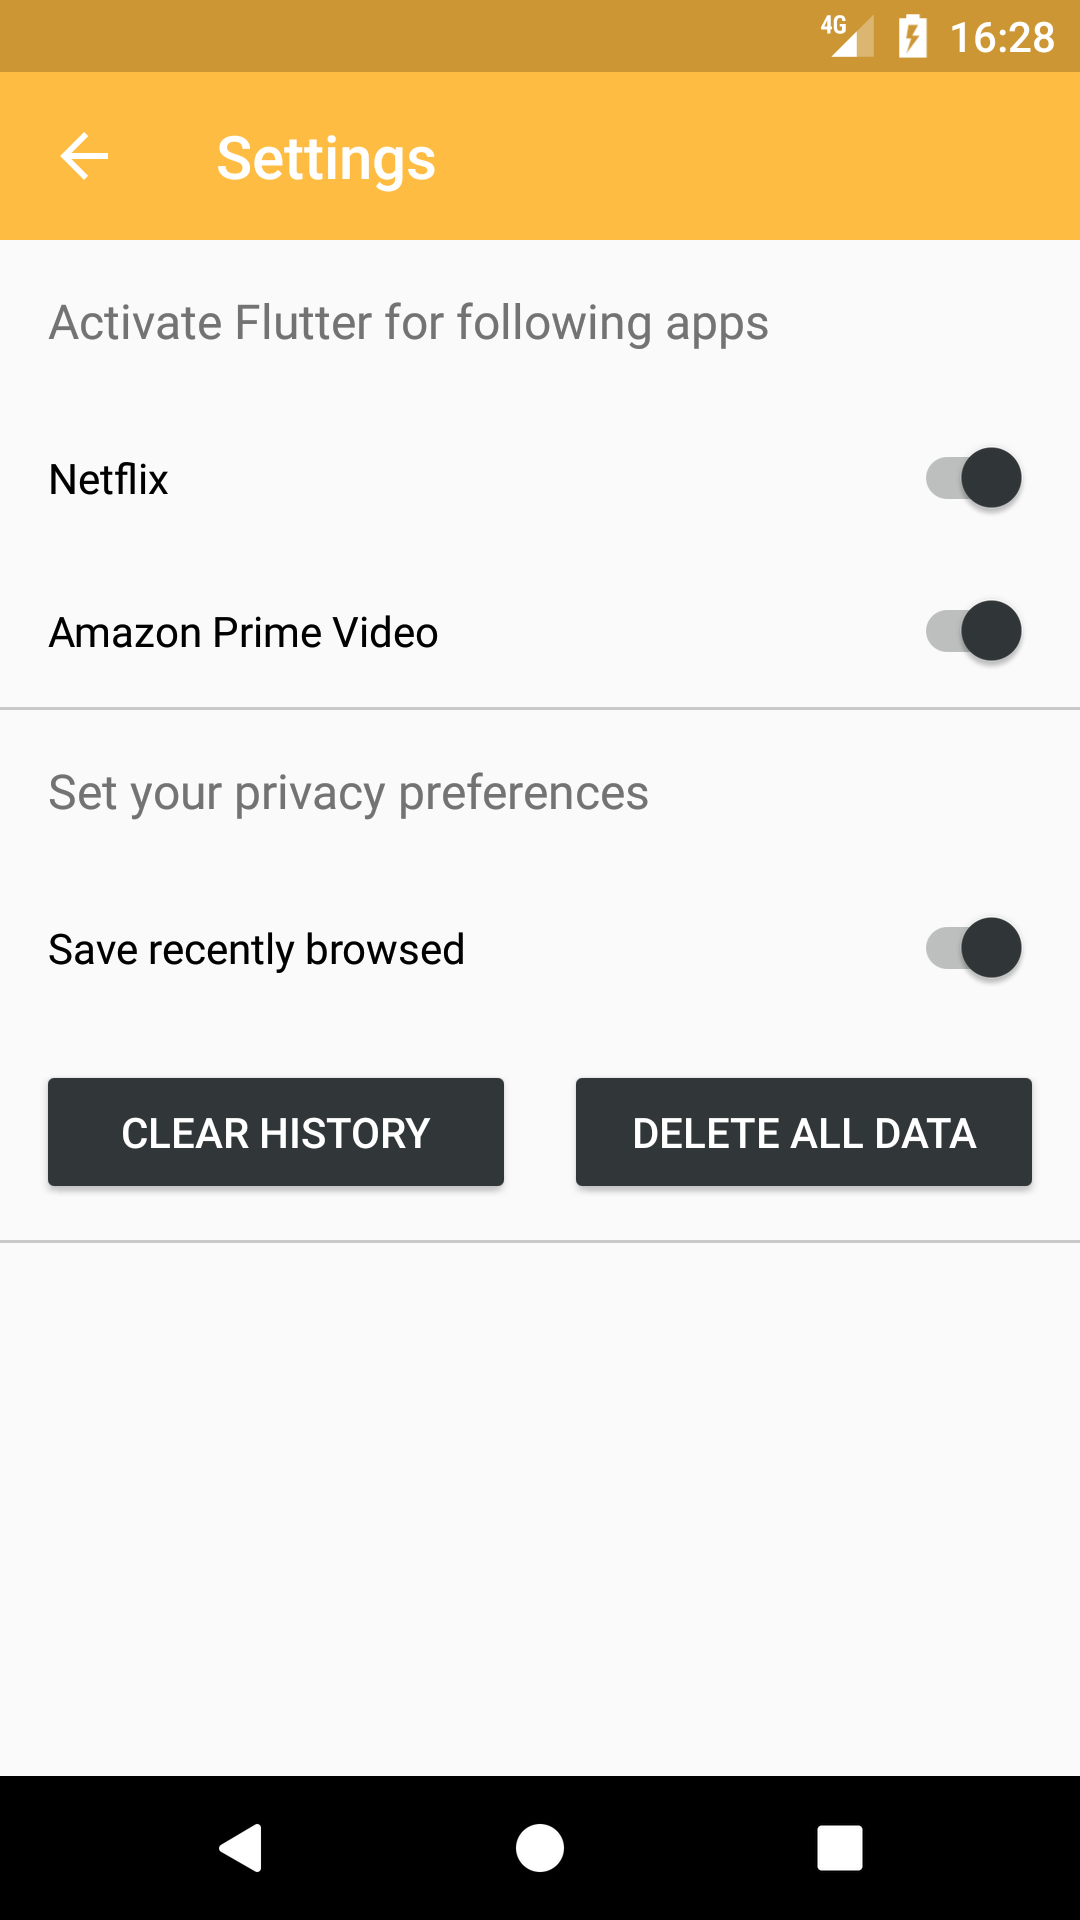 4G 16:28
Settings
Activate Flutter for following apps
Netflix
Amazon Prime Video
Set your privacy preferences
Save recently browsed
CLEAR HISTORY DELETE ALL DATA